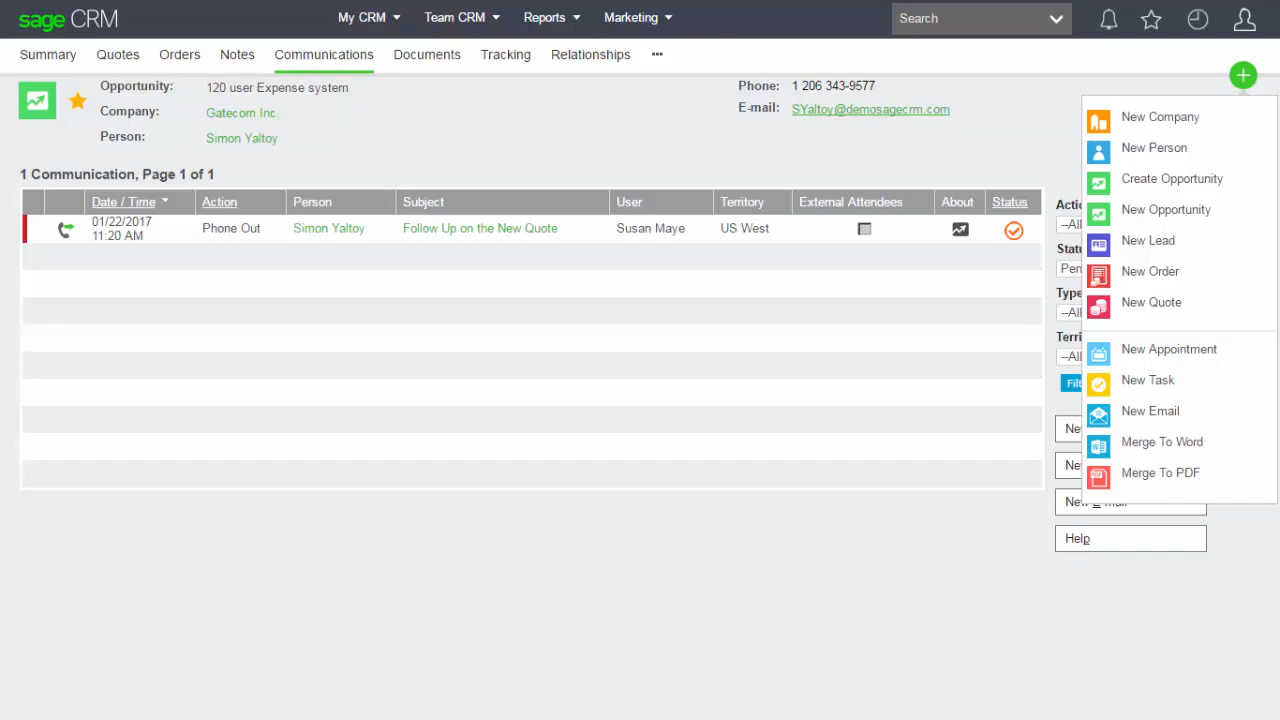 sage CRM
My CRM Team CRM Reports Marketing Search
Summary Quotes Orders Notes Communications Documents Tracking Relationships •••
Opportunity: 120 user Expense system
Company: Gatecom Inc.
Person: Simon Yaltoy
Phone: 1 206 343-9577
E-mail: SYaltoy@demosagecrm.com
1 Communication, Page 1 of 1
Date / Time Action Person Subject User Territory External Attendees About Status
01/22/2017 11:20 AM Phone Out Simon Yaltoy Follow Up on the New Quote Susan Maye US West
New Company
New Person
Create Opportunity
New Opportunity
New Lead
New Order
New Quote
New Appointment
New Task
New Email
Merge To Word
Merge To PDF
Help